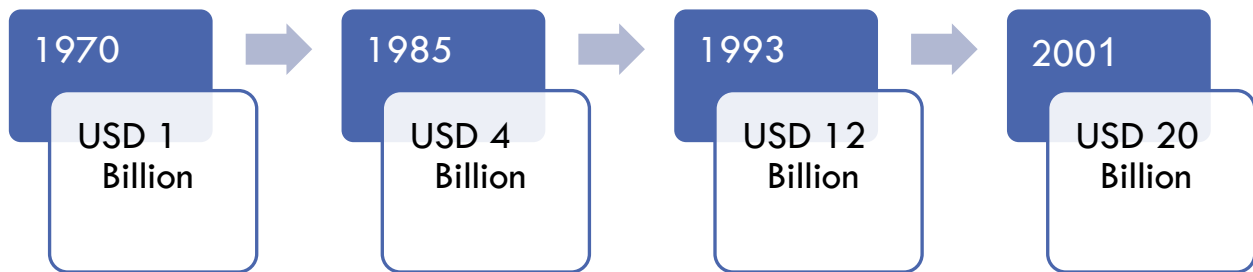 1970
USD 1
Billion
1985
USD 4
Billion
1993
USD 12
Billion
2001
USD 20
Billion